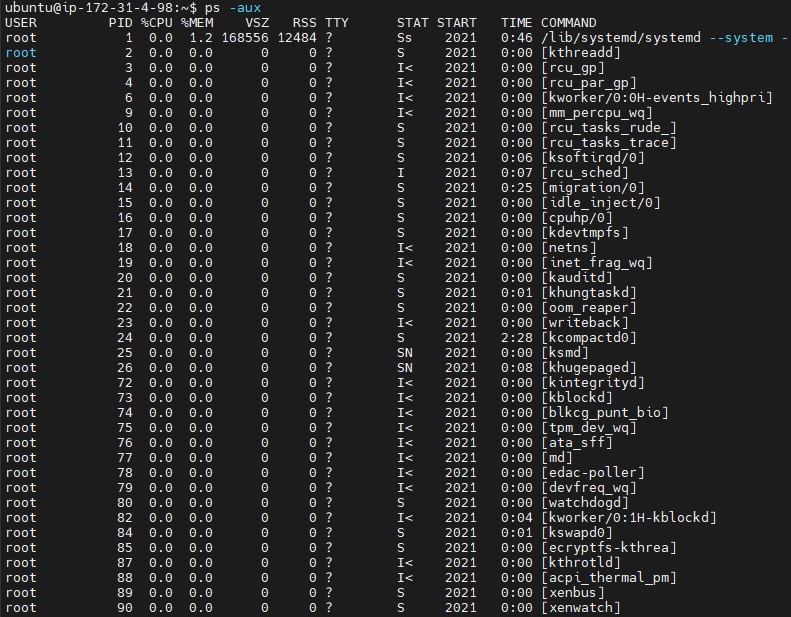 ubuntu@ip-172-31-4-98:~$ ps -aux
USER         PID %CPU %MEM    VSZ   RSS TTY      STAT START   TIME COMMAND
root           1  0.0  1.2 168556 12484 ?        Ss    2021   0:46 /lib/systemd/systemd --system -
root           2  0.0  0.0      0     0 ?        S     2021   0:00 [kthreadd]
root           3  0.0  0.0      0     0 ?        I<    2021   0:00 [rcu_gp]
root           4  0.0  0.0      0     0 ?        I<    2021   0:00 [rcu_par_gp]
root           6  0.0  0.0      0     0 ?        I<    2021   0:00 [kworker/0:0H-events_highpri]
root           9  0.0  0.0      0     0 ?        I<    2021   0:00 [mm_percpu_wq]
root          10  0.0  0.0      0     0 ?        S     2021   0:00 [rcu_tasks_rude_]
root          11  0.0  0.0      0     0 ?        S     2021   0:00 [rcu_tasks_trace]
root          12  0.0  0.0      0     0 ?        S     2021   0:06 [ksoftirqd/0]
root          13  0.0  0.0      0     0 ?        I     2021   0:07 [rcu_sched]
root          14  0.0  0.0      0     0 ?        S     2021   0:25 [migration/0]
root          15  0.0  0.0      0     0 ?        S     2021   0:00 [idle_inject/0]
root          16  0.0  0.0      0     0 ?        S     2021   0:00 [cpuhp/0]
root          17  0.0  0.0      0     0 ?        S     2021   0:00 [kdevtmpfs]
root          18  0.0  0.0      0     0 ?        I<    2021   0:00 [netns]
root          19  0.0  0.0      0     0 ?        I<    2021   0:00 [inet_frag_wq]
root          20  0.0  0.0      0     0 ?        S     2021   0:00 [kauditd]
root          21  0.0  0.0      0     0 ?        S     2021   0:01 [khungtaskd]
root          22  0.0  0.0      0     0 ?        S     2021   0:00 [oom_reaper]
root          23  0.0  0.0      0     0 ?        I<    2021   0:00 [writeback]
root          24  0.0  0.0      0     0 ?        S     2021   2:28 [kcompactd0]
root          25  0.0  0.0      0     0 ?        SN    2021   0:00 [ksmd]
root          26  0.0  0.0      0     0 ?        SN    2021   0:08 [khugepaged]
root          72  0.0  0.0      0     0 ?        I<    2021   0:00 [kintegrityd]
root          73  0.0  0.0      0     0 ?        I<    2021   0:00 [kblockd]
root          74  0.0  0.0      0     0 ?        I<    2021   0:00 [blkcg_punt_bio]
root          75  0.0  0.0      0     0 ?        I<    2021   0:00 [tpm_dev_wq]
root          76  0.0  0.0      0     0 ?        I<    2021   0:00 [ata_sff]
root          77  0.0  0.0      0     0 ?        I<    2021   0:00 [md]
root          78  0.0  0.0      0     0 ?        I<    2021   0:00 [edac-poller]
root          79  0.0  0.0      0     0 ?        I<    2021   0:00 [devfreq_wq]
root          80  0.0  0.0      0     0 ?        S     2021   0:00 [watchdogd]
root          82  0.0  0.0      0     0 ?        I<    2021   0:04 [kworker/0:1H-kblockd]
root          84  0.0  0.0      0     0 ?        S     2021   0:01 [kswapd0]
root          85  0.0  0.0      0     0 ?        S     2021   0:00 [ecryptfs-kthrea]
root          87  0.0  0.0      0     0 ?        I<    2021   0:00 [kthrotld]
root          88  0.0  0.0      0     0 ?        I<    2021   0:00 [acpi_thermal_pm]
root          89  0.0  0.0      0     0 ?        S     2021   0:00 [xenbus]
root          90  0.0  0.0      0     0 ?        S     2021   0:00 [xenwatch]